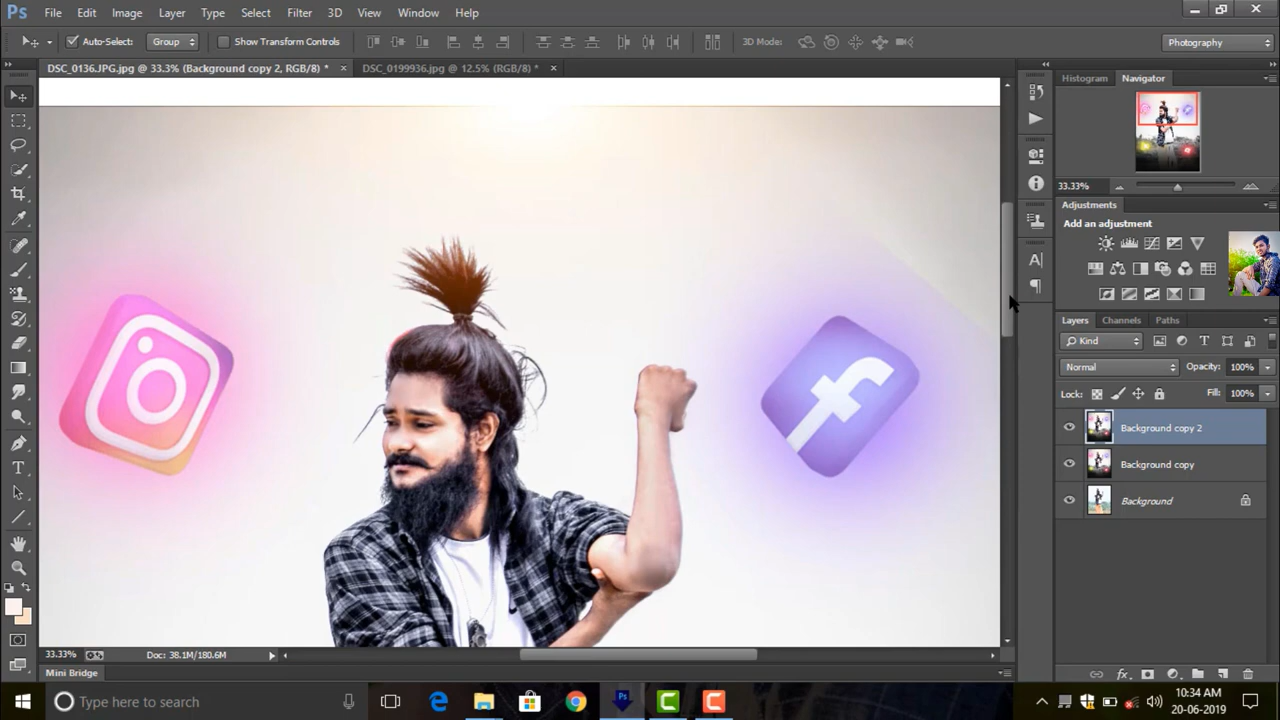 Ps File Edit Image Layer Type Select Filter 3D View Window Help
Auto-Select: Group Show Transform Controls 3D Mode: Photography
DSC_0136.JPG.jpg @ 33.3% (Background copy 2, RGB/8) * × DSC_0199936.jpg @ 12.5% (RGB/8) * ×
Histogram Navigator
33.33%
Adjustments
Add an adjustment
Layers Channels Paths
Kind
Normal Opacity: 100%
Lock: Fill: 100%
Background copy 2
Background copy
Background
33.33% Doc: 38.1M/180.6M
Mini Bridge
Type here to search
10:34 AM
20-06-2019